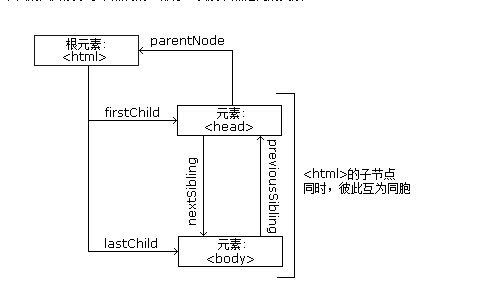 根元素:
<html>
parentNode
firstChild
元素:
<head>
nextSibling
previousSibling
<html>的子节点
同时，彼此互为同胞
lastChild
元素:
<body>